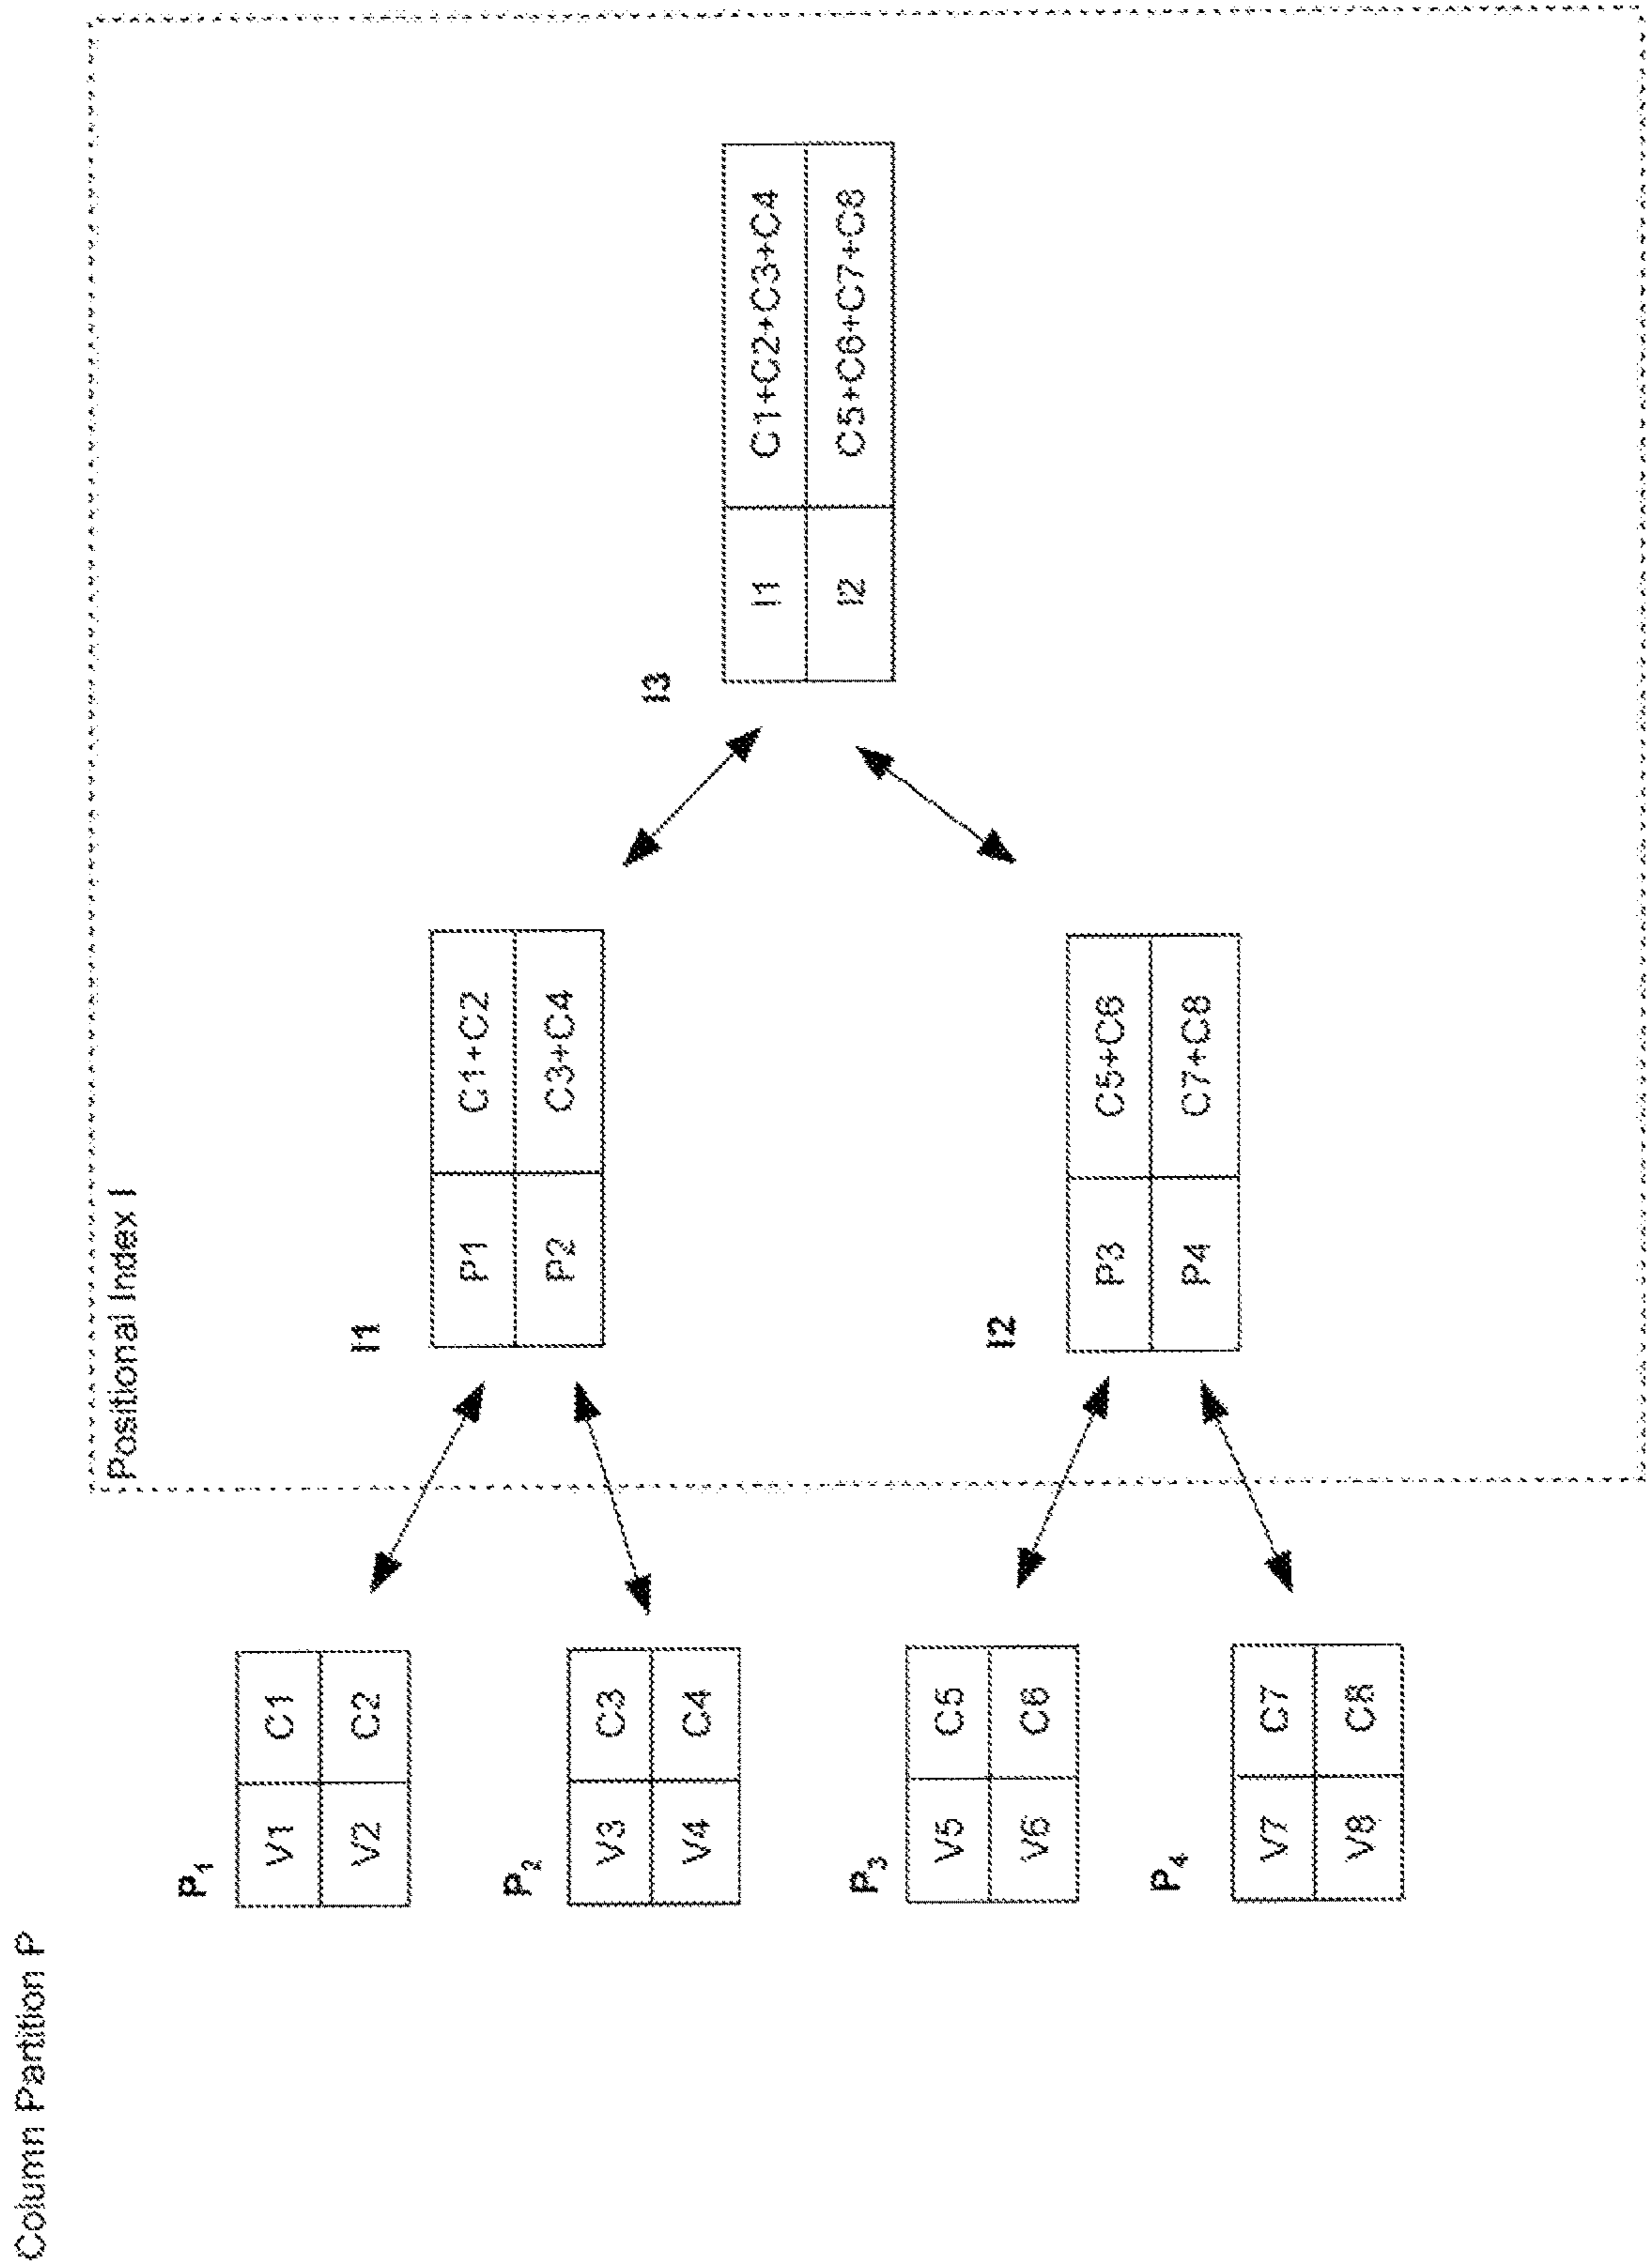 Column Partition P
Positional Index I
P1
V1 C1
V2 C2
P2
V3 C3
V4 C4
P3
V5 C5
V6 C6
P4
V7 C7
V8 C8
I1
P1 C1+C2
P2 C3+C4
I2
P3 C5+C6
P4 C7+C8
I3
I1 C1+C2+C3+C4
I2 C5+C6+C7+C8